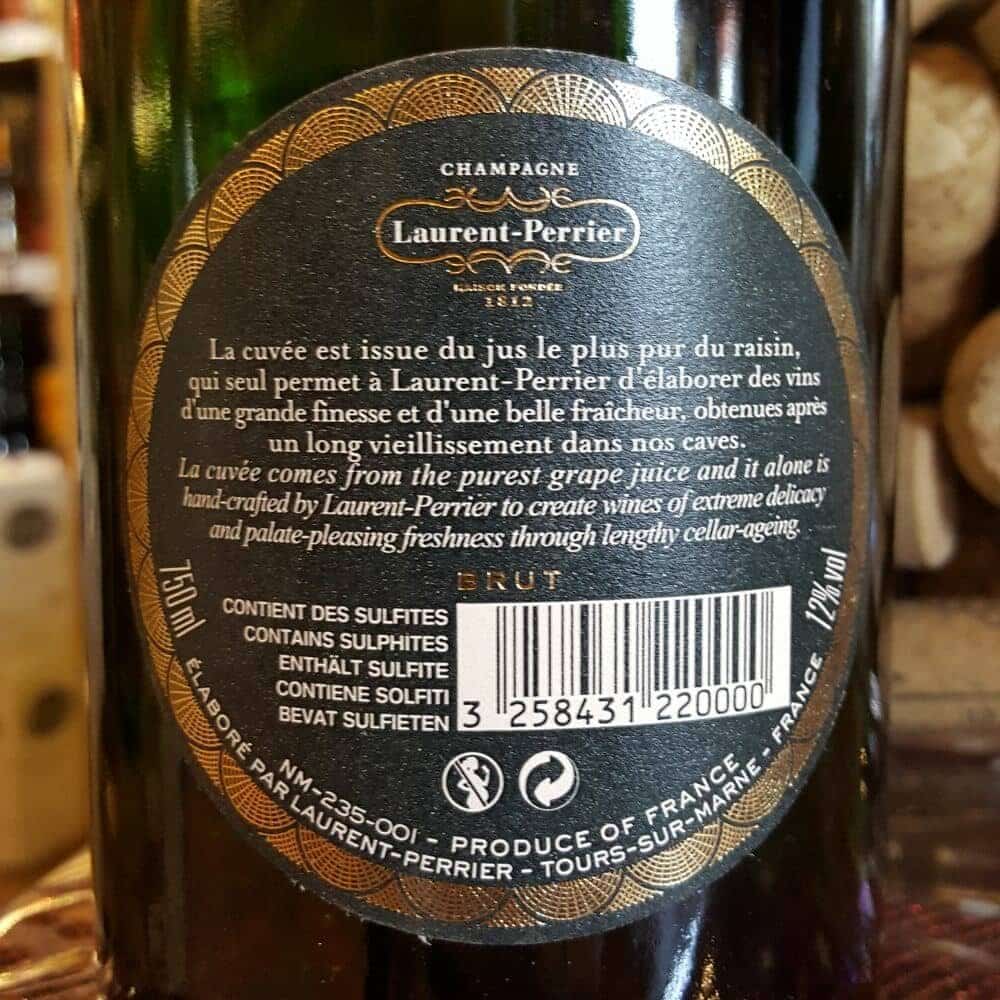 CHAMPAGNE
Laurent-Perrier
MAISON FONDÉE
1812
La cuvée est issue du jus le plus pur du raisin,
qui seul permet à Laurent-Perrier d'élaborer des vins
d'une grande finesse et d'une belle fraîcheur, obtenues après
un long vieillissement dans nos caves.
La cuvée comes from the purest grape juice and it alone is
hand-crafted by Laurent-Perrier to create wines of extreme delicacy
and palate-pleasing freshness through lengthy cellar-ageing.
BRUT
750 ml
12% vol
CONTIENT DES SULFITES
CONTAINS SULPHITES
ENTHÄLT SULFITE
CONTIENE SOLFITI
BEVAT SULFIETEN
3 258431 220000
NM-235-001 - PRODUCE OF FRANCE
ÉLABORÉ PAR LAURENT-PERRIER - TOURS-SUR-MARNE - FRANCE